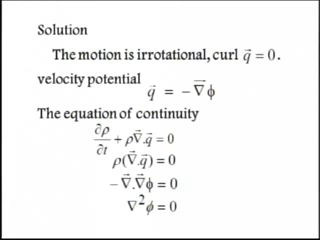 Solution
The motion is irrotational, curl q⃗ = 0.
velocity potential
q⃗ = − ∇⃗ ϕ
The equation of continuity
∂ρ/∂t + ρ∇⃗.q⃗ = 0
ρ(∇⃗.q⃗) = 0
− ∇⃗.∇⃗ϕ = 0
∇²ϕ = 0